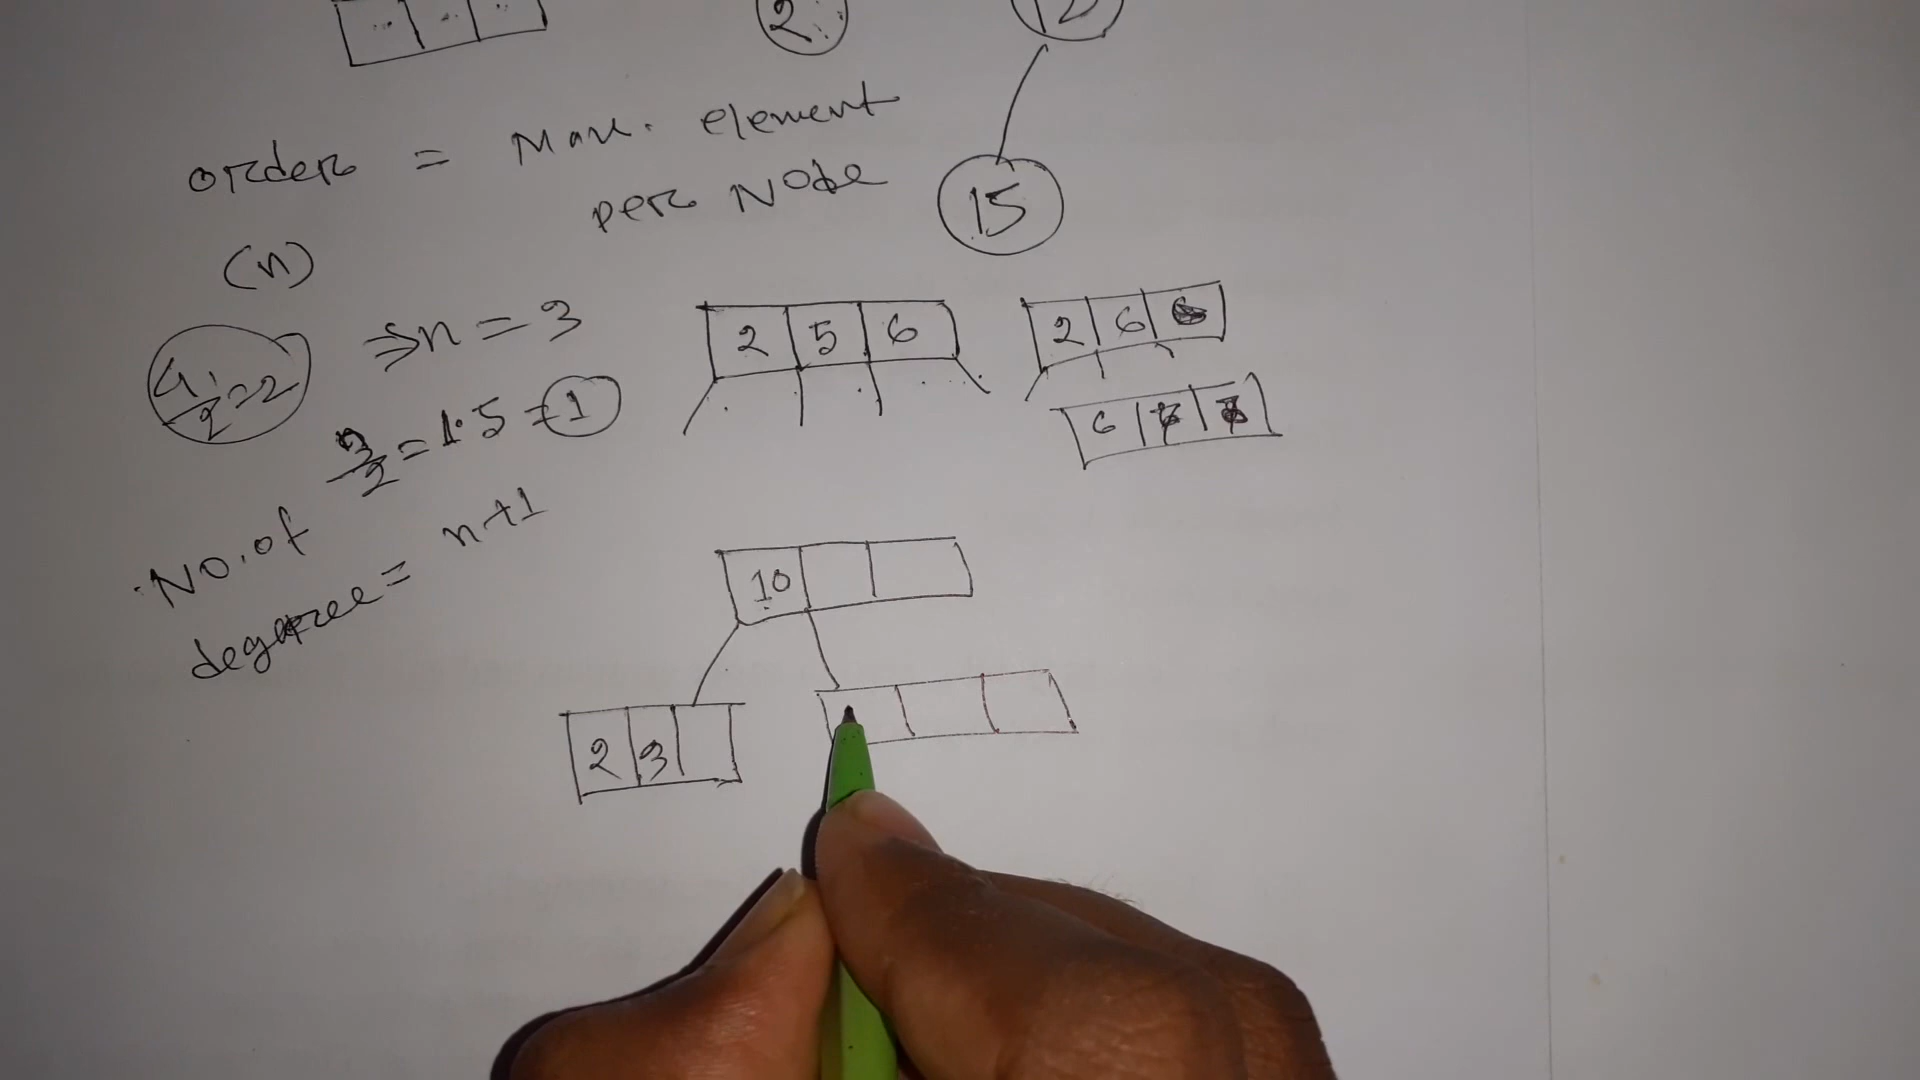 2
12
order = Max. element
per Node
15
(n)
⇒ n = 3
2 5 6
2 6
4/2 = 2
3/2 = 1.5 = 1
6
No. of
degree = n+1
10
2 3